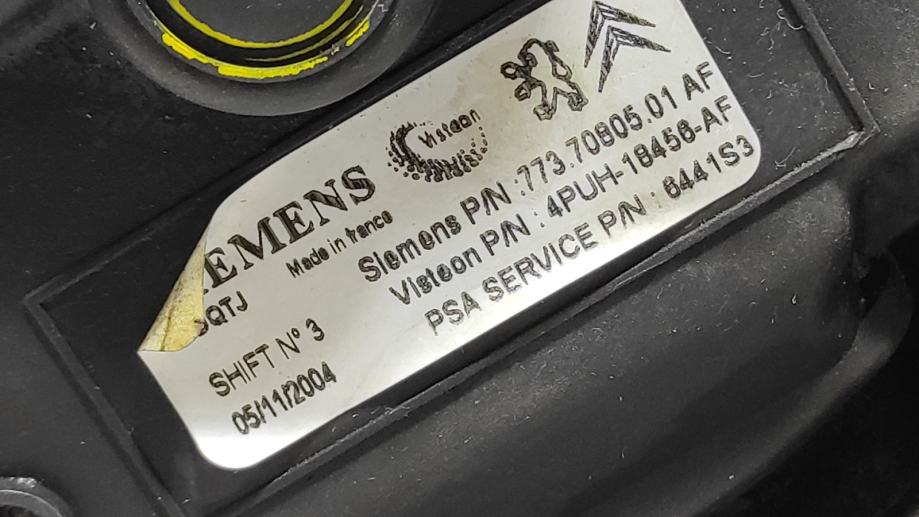 EMENS
Visteon
QTJ
Made in france
Siemens P/N :773.70805.01 AF
Visteon P/N : 4PUH-18456-AF
PSA SERVICE P/N : 6441S3
SHIFT N° 3
05/11/2004